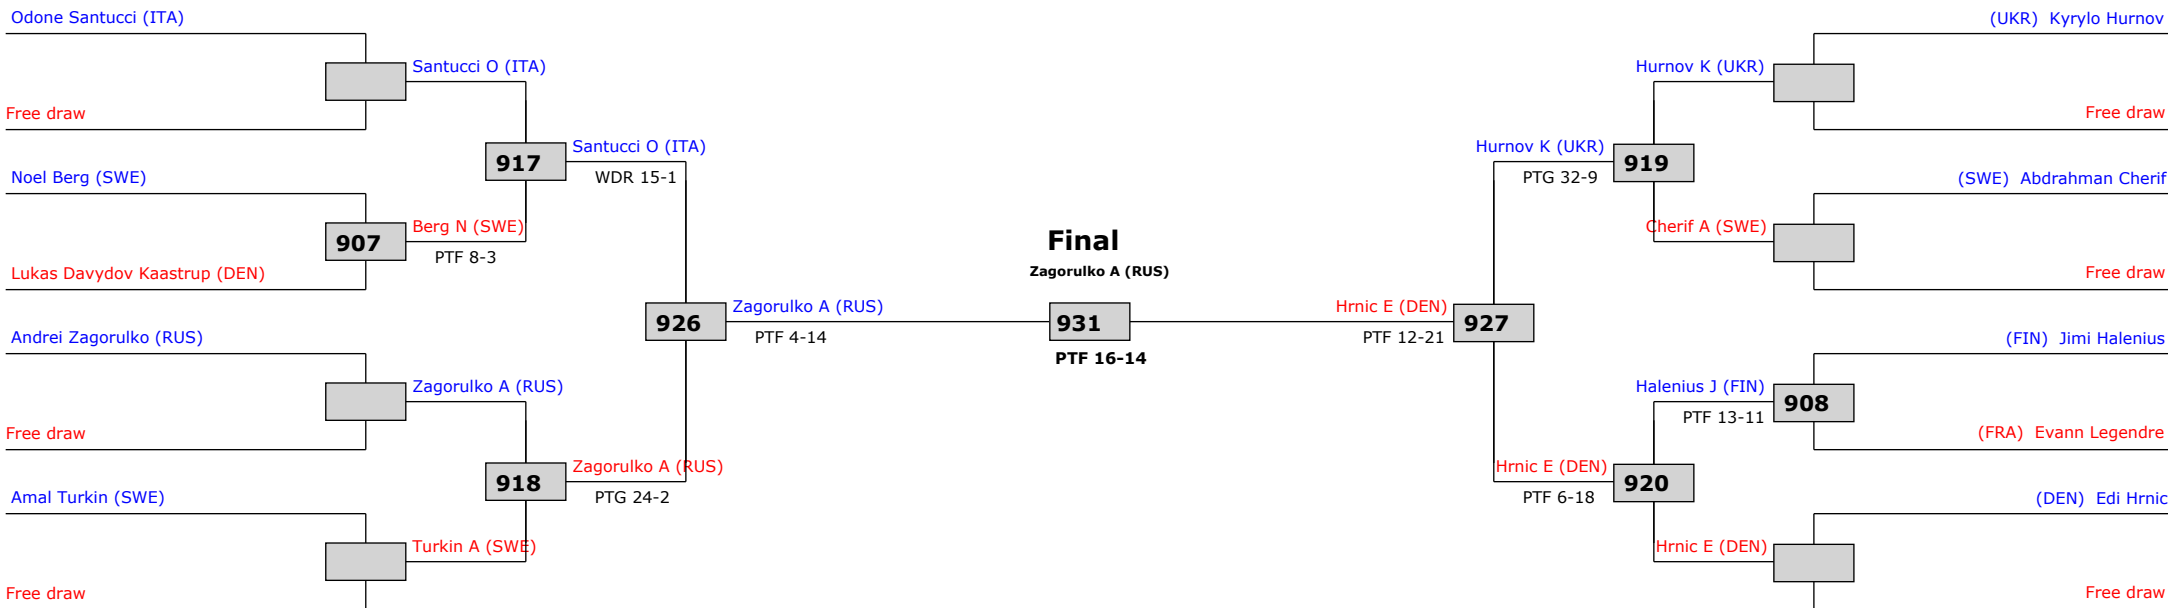 Odone Santucci (ITA)
Santucci O (ITA)
Free draw
917
Santucci O (ITA)
WDR 15-1
Noel Berg (SWE)
907
Berg N (SWE)
PTF 8-3
Lukas Davydov Kaastrup (DEN)
926
Zagorulko A (RUS)
PTF 4-14
Andrei Zagorulko (RUS)
Zagorulko A (RUS)
Free draw
918
Zagorulko A (RUS)
PTG 24-2
Amal Turkin (SWE)
Turkin A (SWE)
Free draw
Final
Zagorulko A (RUS)
931
PTF 16-14
(UKR) Kyrylo Hurnov
Hurnov K (UKR)
Free draw
Hurnov K (UKR)
919
PTG 32-9
(SWE) Abdrahman Cherif
Cherif A (SWE)
Free draw
Hrnic E (DEN)
927
PTF 12-21
(FIN) Jimi Halenius
Halenius J (FIN)
908
PTF 13-11
(FRA) Evann Legendre
Hrnic E (DEN)
920
PTF 6-18
(DEN) Edi Hrnic
Hrnic E (DEN)
Free draw